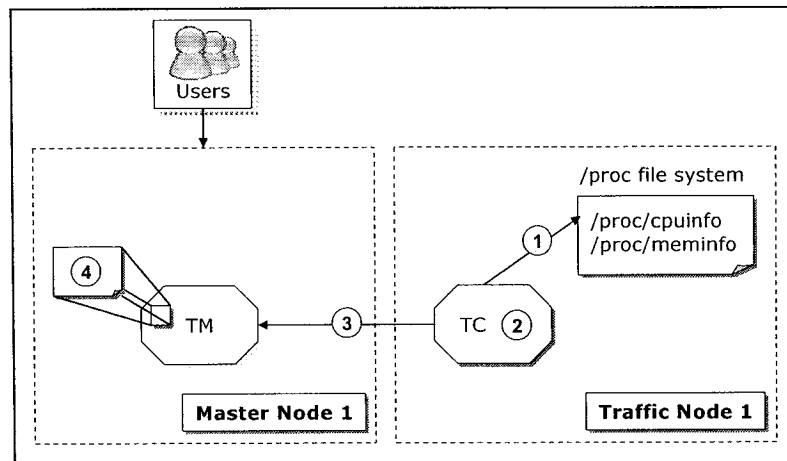 Users
/proc file system
/proc/cpuinfo
/proc/meminfo
1
4
TM
3
TC 2
Master Node 1
Traffic Node 1